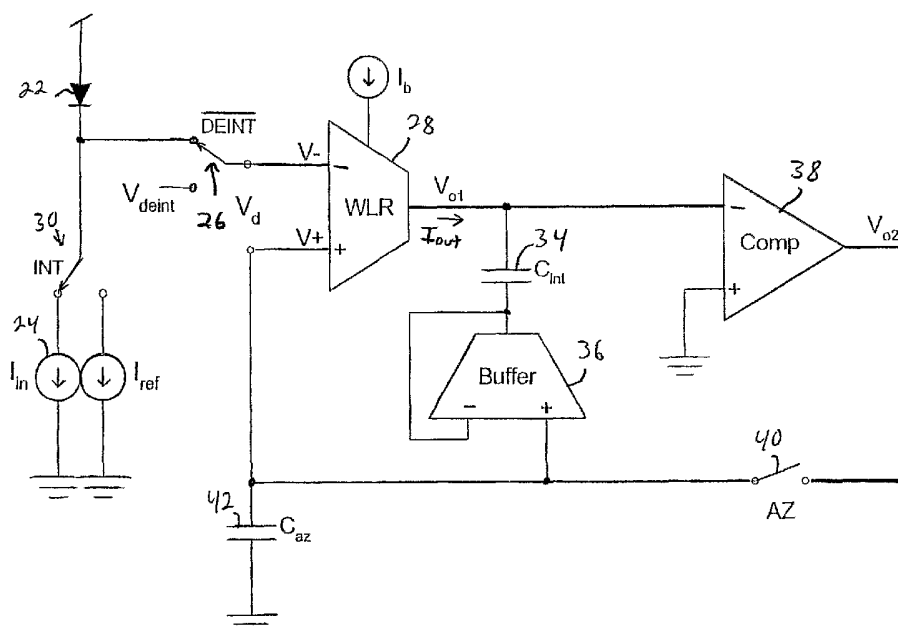 I_b
22
DEINT
28
38
V-
V_deint
26
V_d
WLR
V_o1
I_out
34
Comp
V_o2
30
V+
INT
C_int
24
36
I_in
I_ref
Buffer
40
42
C_az
AZ